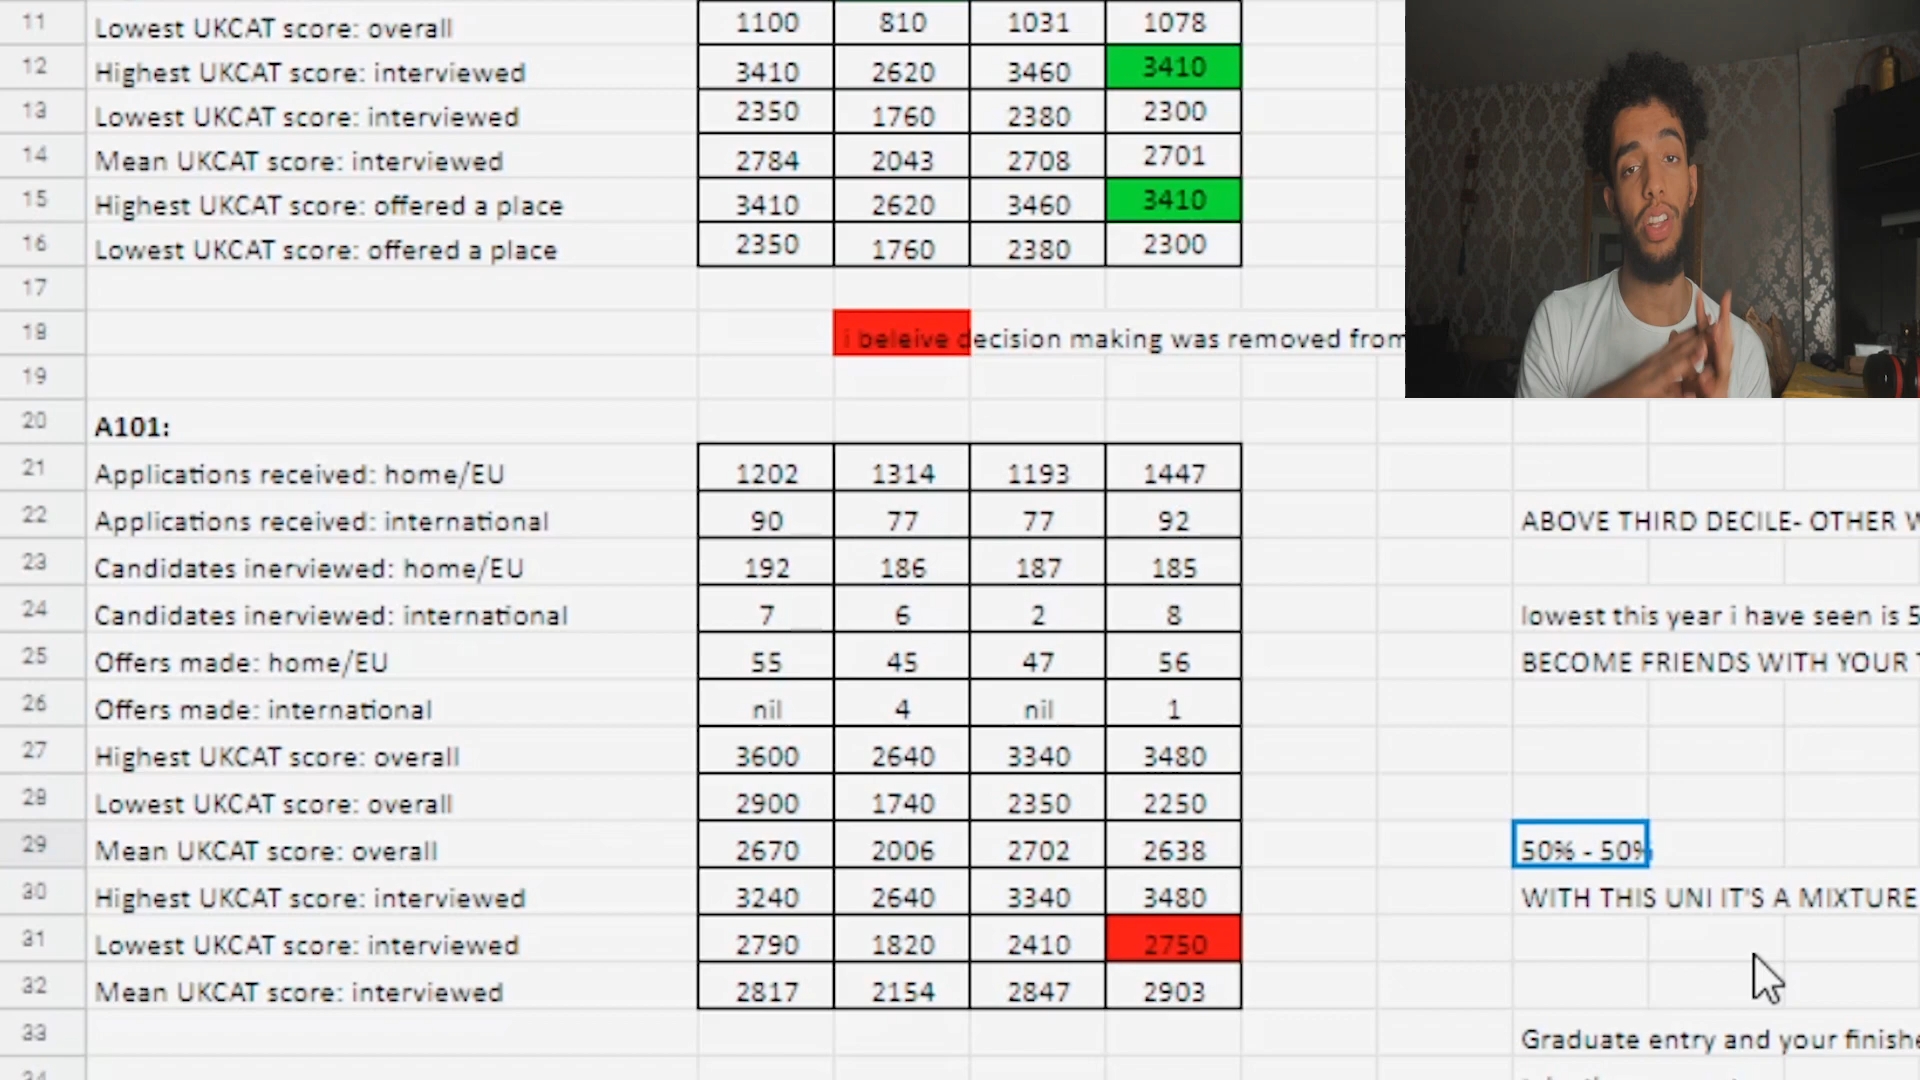 11 Lowest UKCAT score: overall 1100 810 1031 1078
12 Highest UKCAT score: interviewed 3410 2620 3460 3410
13 Lowest UKCAT score: interviewed 2350 1760 2380 2300
14 Mean UKCAT score: interviewed 2784 2043 2708 2701
15 Highest UKCAT score: offered a place 3410 2620 3460 3410
16 Lowest UKCAT score: offered a place 2350 1760 2380 2300
17
18 i beleive decision making was removed from
19
20 A101:
21 Applications received: home/EU 1202 1314 1193 1447
22 Applications received: international 90 77 77 92 ABOVE THIRD DECILE- OTHER
23 Candidates inerviewed: home/EU 192 186 187 185
24 Candidates inerviewed: international 7 6 2 8 lowest this year i have seen is 5
25 Offers made: home/EU 55 45 47 56 BECOME FRIENDS WITH YOUR
26 Offers made: international nil 4 nil 1
27 Highest UKCAT score: overall 3600 2640 3340 3480
28 Lowest UKCAT score: overall 2900 1740 2350 2250
29 Mean UKCAT score: overall 2670 2006 2702 2638 50% - 50%
30 Highest UKCAT score: interviewed 3240 2640 3340 3480 WITH THIS UNI IT'S A MIXTURE
31 Lowest UKCAT score: interviewed 2790 1820 2410 2750
32 Mean UKCAT score: interviewed 2817 2154 2847 2903
33 Graduate entry and your finishe
34